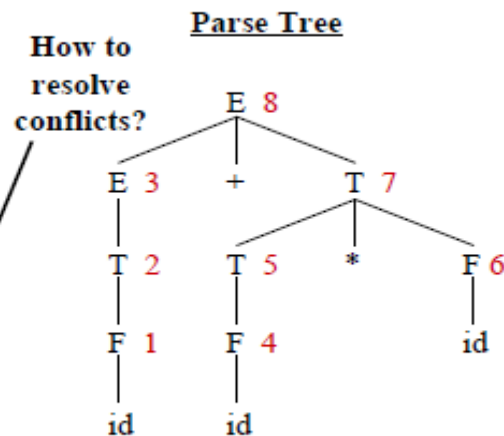 Parse Tree
How to
resolve
conflicts?
E 8
E 3 + T 7
T 2 T 5 * F 6
F 1 F 4 id
id id